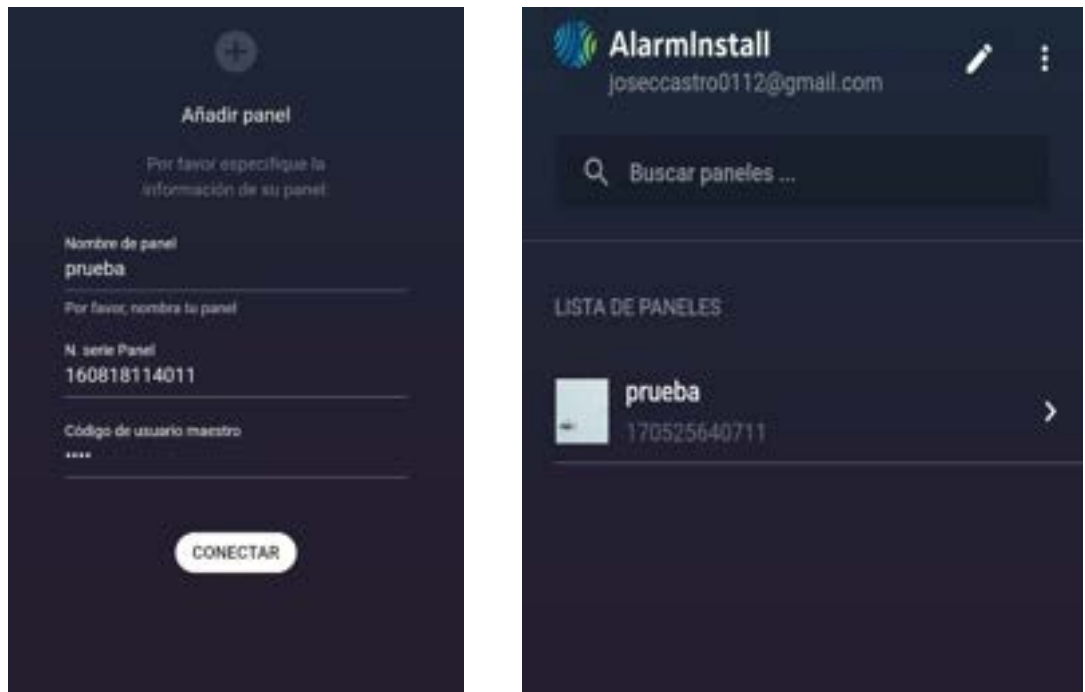 Añadir panel
Por favor especifique la
información de su panel
Nombre de panel
prueba
Por favor, nombra tu panel
N. serie Panel
160818114011
Código de usuario maestro
••••
CONECTAR
AlarmInstall
joseccastro0112@gmail.com
Buscar paneles ...
LISTA DE PANELES
prueba
170525640711